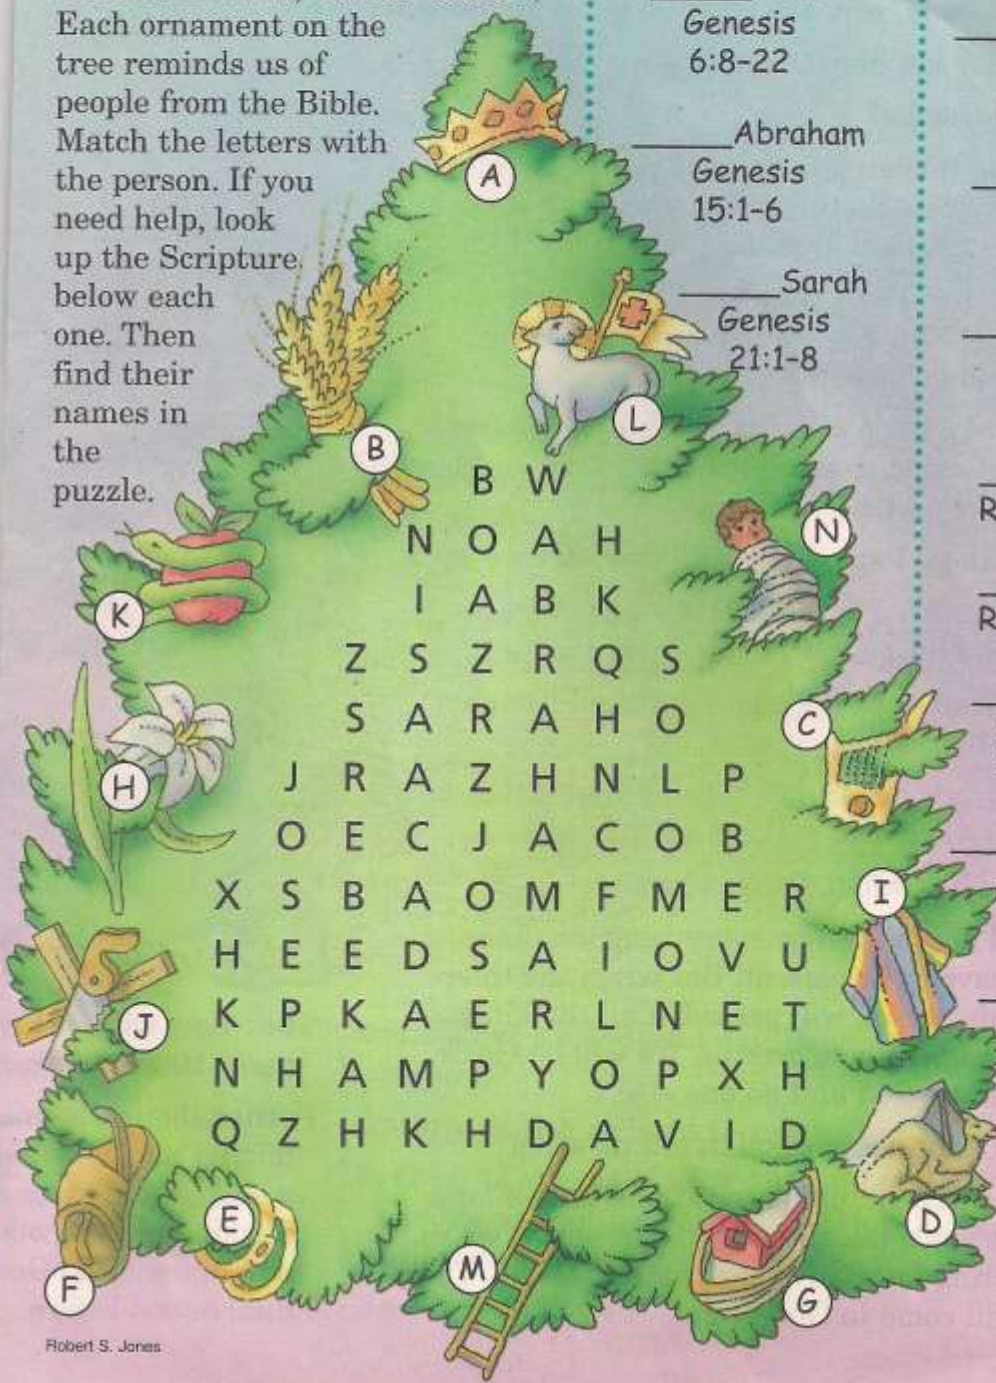 Each ornament on the
tree reminds us of
people from the Bible.
Match the letters with
the person. If you
need help, look
up the Scripture
below each
one. Then
find their
names in
the
puzzle.
Genesis
6:8–22
______Abraham
Genesis
15:1–6
______Sarah
Genesis
21:1–8
R
R
A
B
L
K
N
H
C
J
I
F
E
M
G
D
B W
N O A H
I A B K
Z S Z R Q S
S A R A H O
J R A Z H N L P
O E C J A C O B
X S B A O M F M E R
H E E D S A I O V U
K P K A E R L N E T
N H A M P Y O P X H
Q Z H K H D A V I D
Robert S. Jones